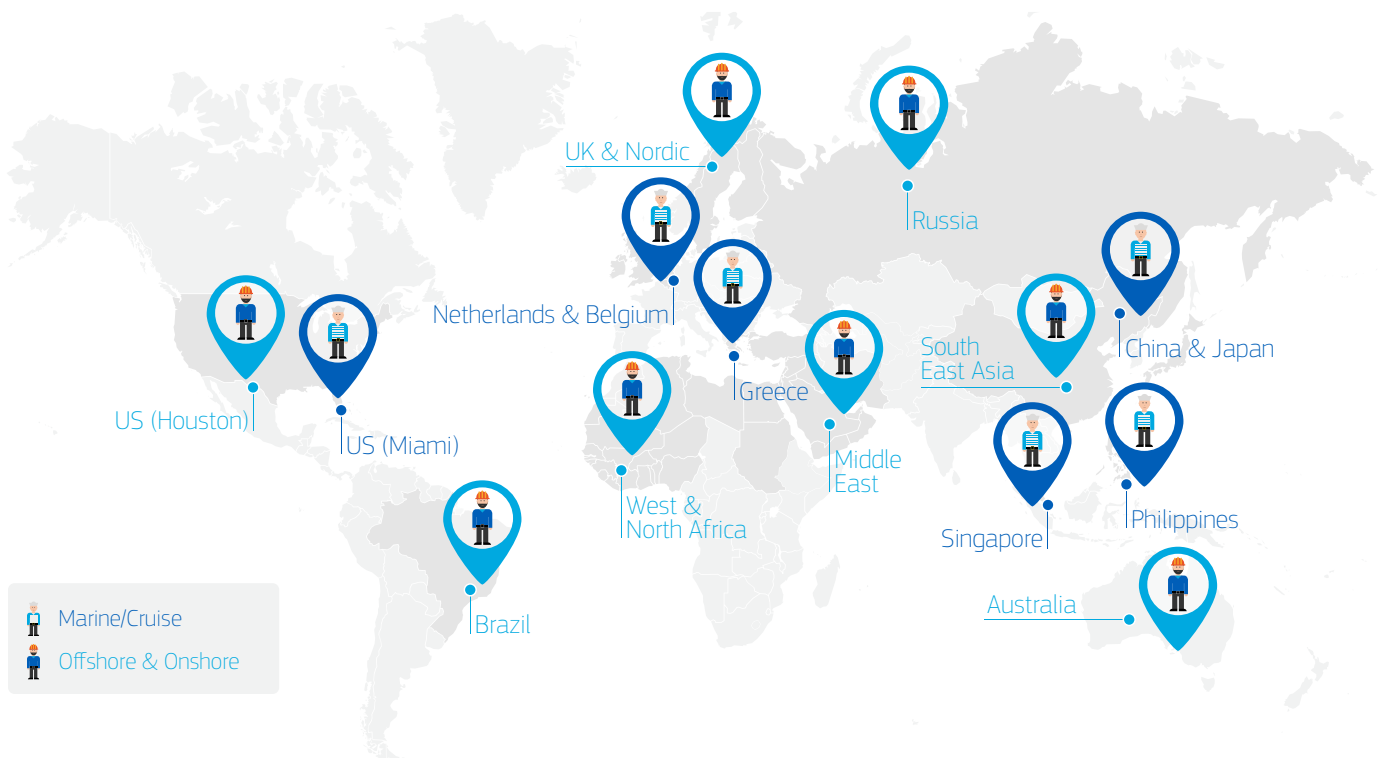 UK & Nordic
Russia
Netherlands & Belgium
China & Japan
South
East Asia
Greece
US (Houston)
US (Miami)
Middle
East
West &
North Africa
Philippines
Singapore
Australia
Brazil
Marine/Cruise
Offshore & Onshore